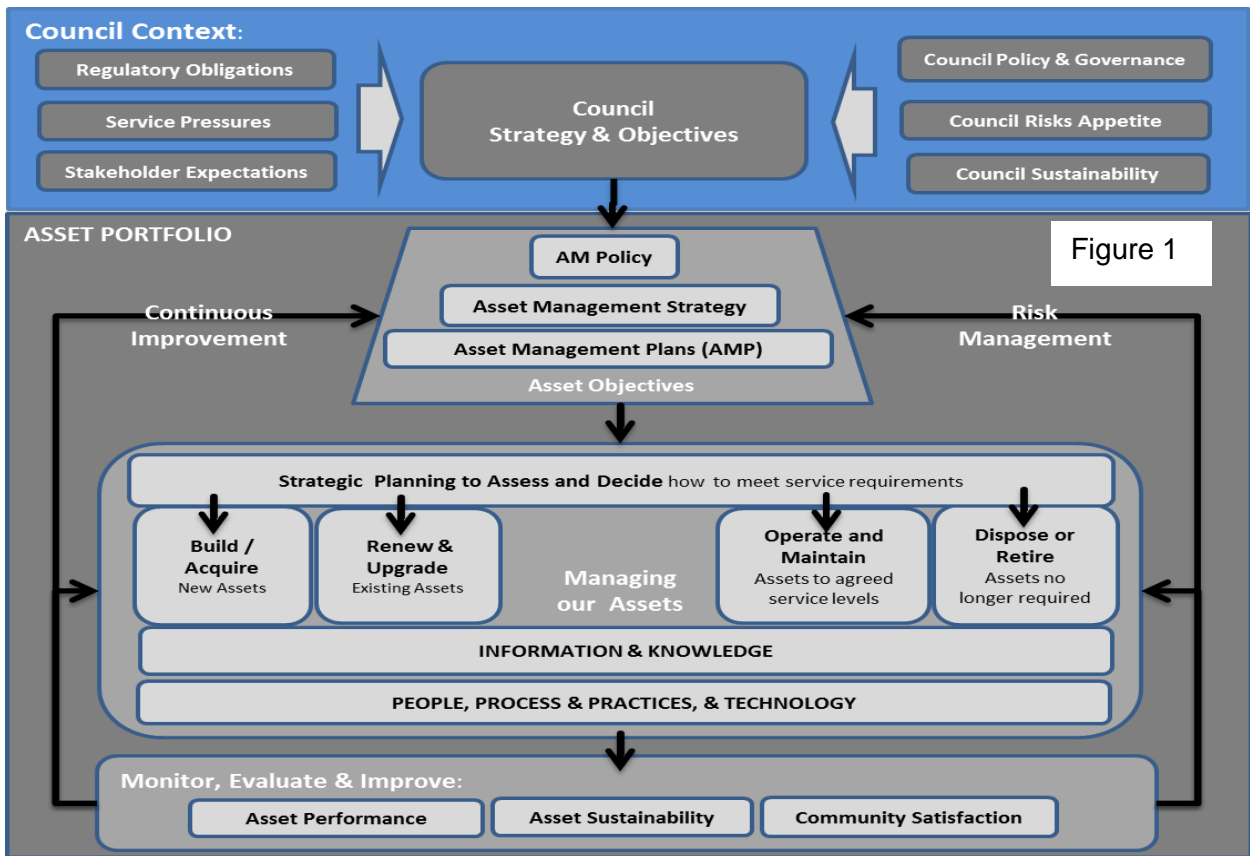 Council Context:
Regulatory Obligations
Service Pressures
Stakeholder Expectations
Council
Strategy & Objectives
Council Policy & Governance
Council Risks Appetite
Council Sustainability
ASSET PORTFOLIO
Figure 1
AM Policy
Asset Management Strategy
Asset Management Plans (AMP)
Asset Objectives
Continuous
Improvement
Risk
Management
Strategic Planning to Assess and Decide how to meet service requirements
Build /
Acquire
New Assets
Renew &
Upgrade
Existing Assets
Managing
our Assets
Operate and
Maintain
Assets to agreed
service levels
Dispose or
Retire
Assets no
longer required
INFORMATION & KNOWLEDGE
PEOPLE, PROCESS & PRACTICES, & TECHNOLOGY
Monitor, Evaluate & Improve:
Asset Performance
Asset Sustainability
Community Satisfaction